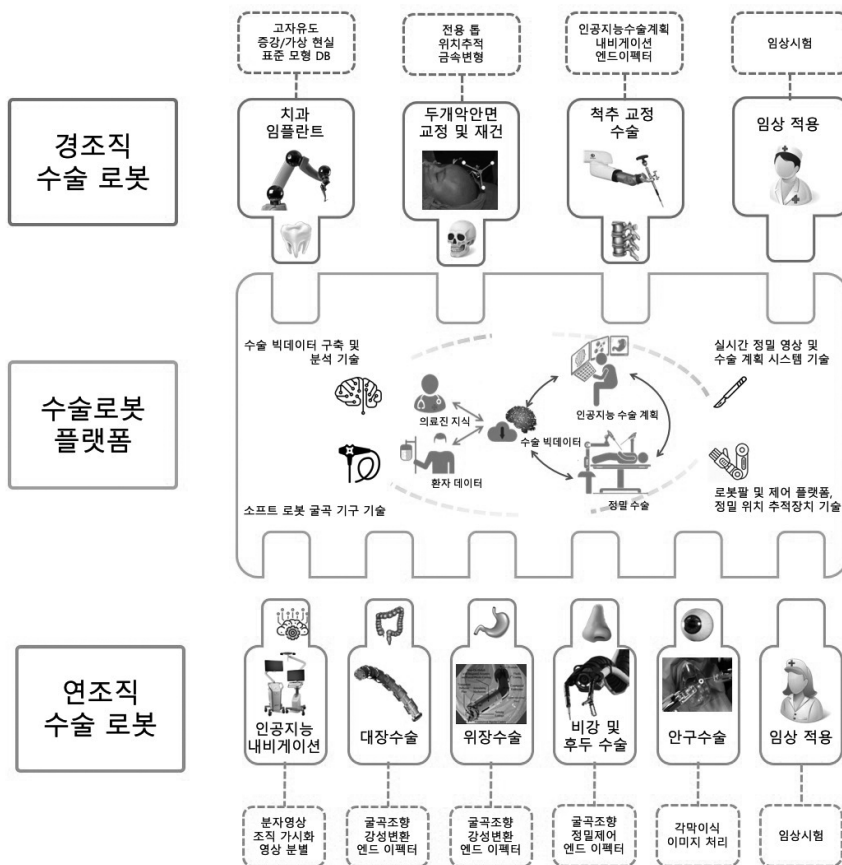 고자유도
증강/가상 현실
표준 모형 DB
전용 톱
위치추적
금속변형
인공지능수술계획
내비게이션
엔드이펙터
임상시험
경조직
수술 로봇
치과
임플란트
두개악안면
교정 및 재건
척추 교정
수술
임상 적용
수술로봇
플랫폼
수술 빅데이터 구축 및
분석 기술
실시간 정밀 영상 및
수술 계획 시스템 기술
의료진 지식
인공지능 수술 계획
수술 빅데이터
환자 데이터
정밀 수술
소프트 로봇 굴곡 기구 기술
로봇팔 및 제어 플랫폼,
정밀 위치 추적장치 기술
연조직
수술 로봇
인공지능
내비게이션
대장수술
위장수술
비강 및
후두 수술
안구수술
임상 적용
분자영상
조직 가시화
영상 분별
굴곡조향
강성변환
엔드 이펙터
굴곡조향
강성변환
엔드 이펙터
굴곡조향
정밀제어
엔드 이펙터
각막이식
이미지 처리
임상시험